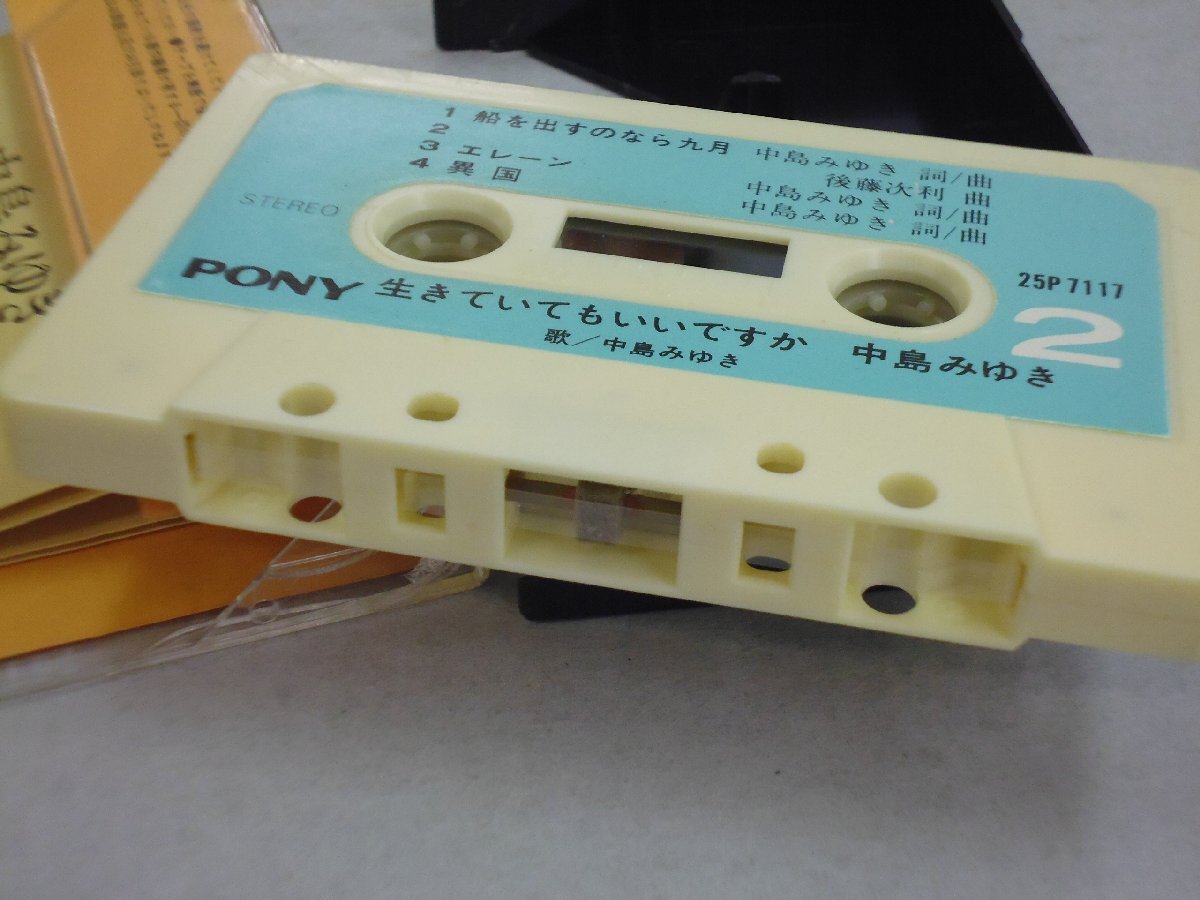 1 船を出すのなら九月 中島みゆき 詞/曲
2 後藤次利 曲
3 エレーン 中島みゆき 詞/曲
4 異国 中島みゆき 詞/曲
STEREO
25P7117
2
PONY 生きていてもいいですか 中島みゆき
歌/中島みゆき